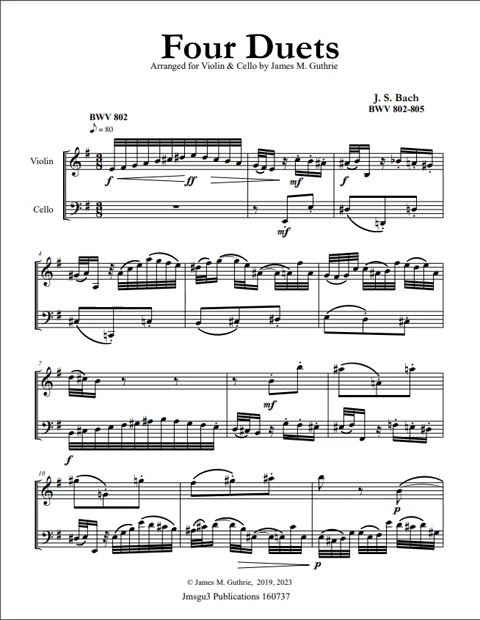 Four Duets
Arranged for Violin & Cello by James M. Guthrie
J. S. Bach
BWV 802-805
BWV 802
♪ = 80
Violin
f ff mf f
Cello
mf
4
7
mf
f
10
p
p
© James M. Guthrie, 2019, 2023
Jmsgu3 Publications 160737